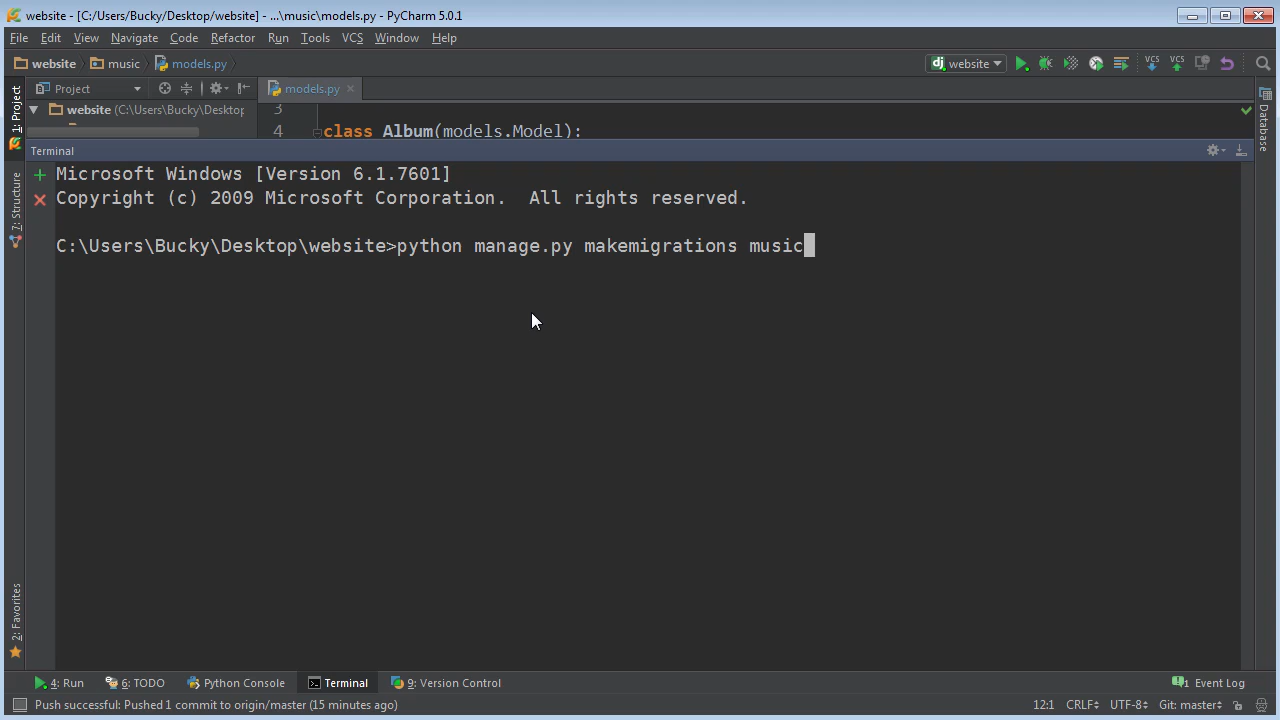 website - [C:/Users/Bucky/Desktop/website] - ...\music\models.py - PyCharm 5.0.1
File Edit View Navigate Code Refactor Run Tools VCS Window Help
website music models.py
dj website VCS VCS
Project models.py
website (C:\Users\Bucky\Desktop
3
4 class Album(models.Model):
1: Project
7: Structure
2: Favorites
Database
Terminal
Microsoft Windows [Version 6.1.7601]
Copyright (c) 2009 Microsoft Corporation. All rights reserved.
C:\Users\Bucky\Desktop\website>python manage.py makemigrations music
4: Run 6: TODO Python Console Terminal 9: Version Control 1 Event Log
Push successful: Pushed 1 commit to origin/master (15 minutes ago) 12:1 CRLF UTF-8 Git: master